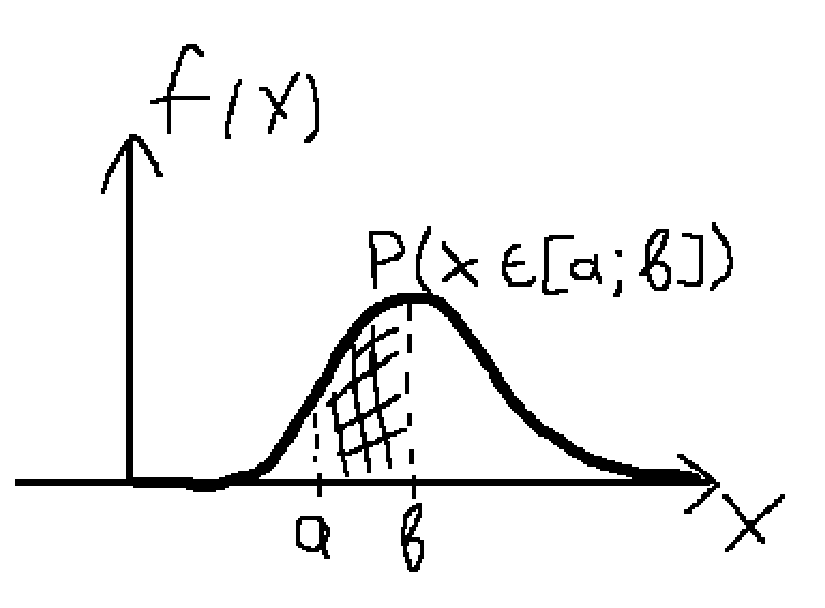 f(x)
P(x ∈ [a; b])
a b
x